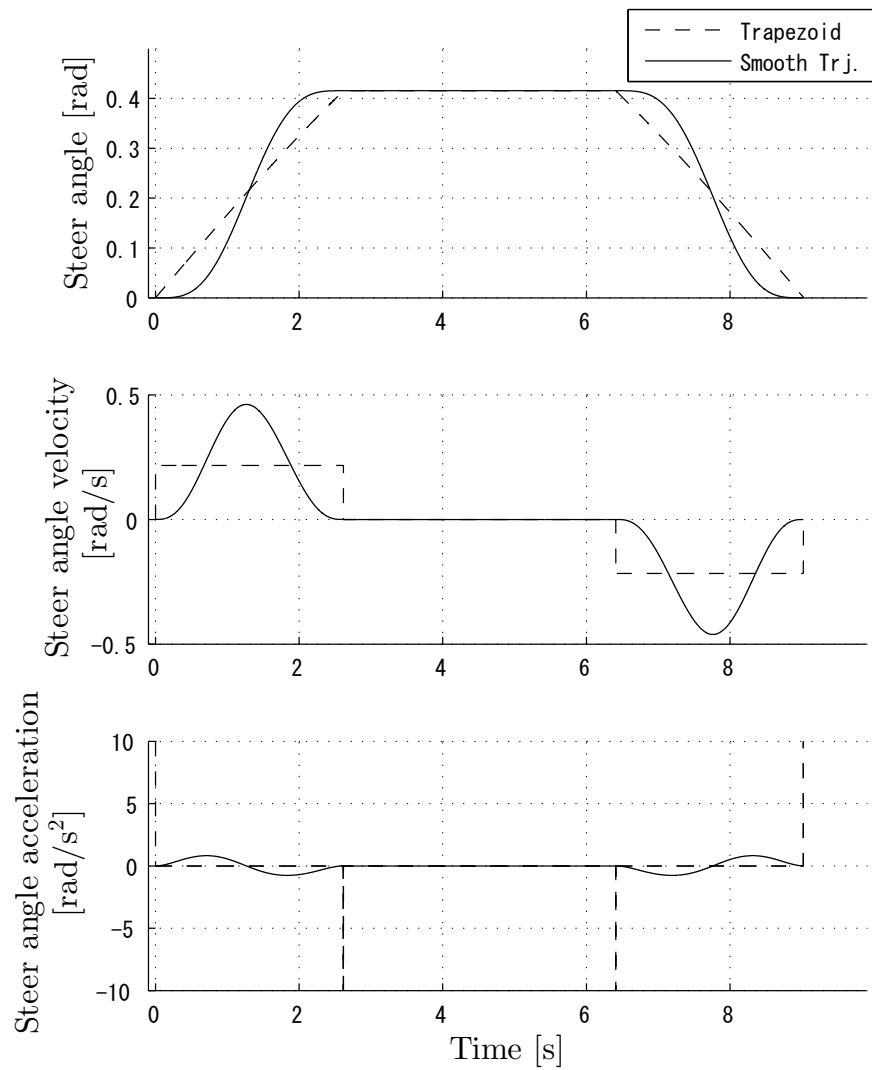 Trapezoid
Smooth Trj.
Steer angle [rad]
0.4
0.3
0.2
0.1
0
0 2 4 6 8
Steer angle velocity
[rad/s]
0.5
0
-0.5
0 2 4 6 8
Steer angle acceleration
[rad/s²]
10
5
0
-5
-10
0 2 4 6 8
Time [s]